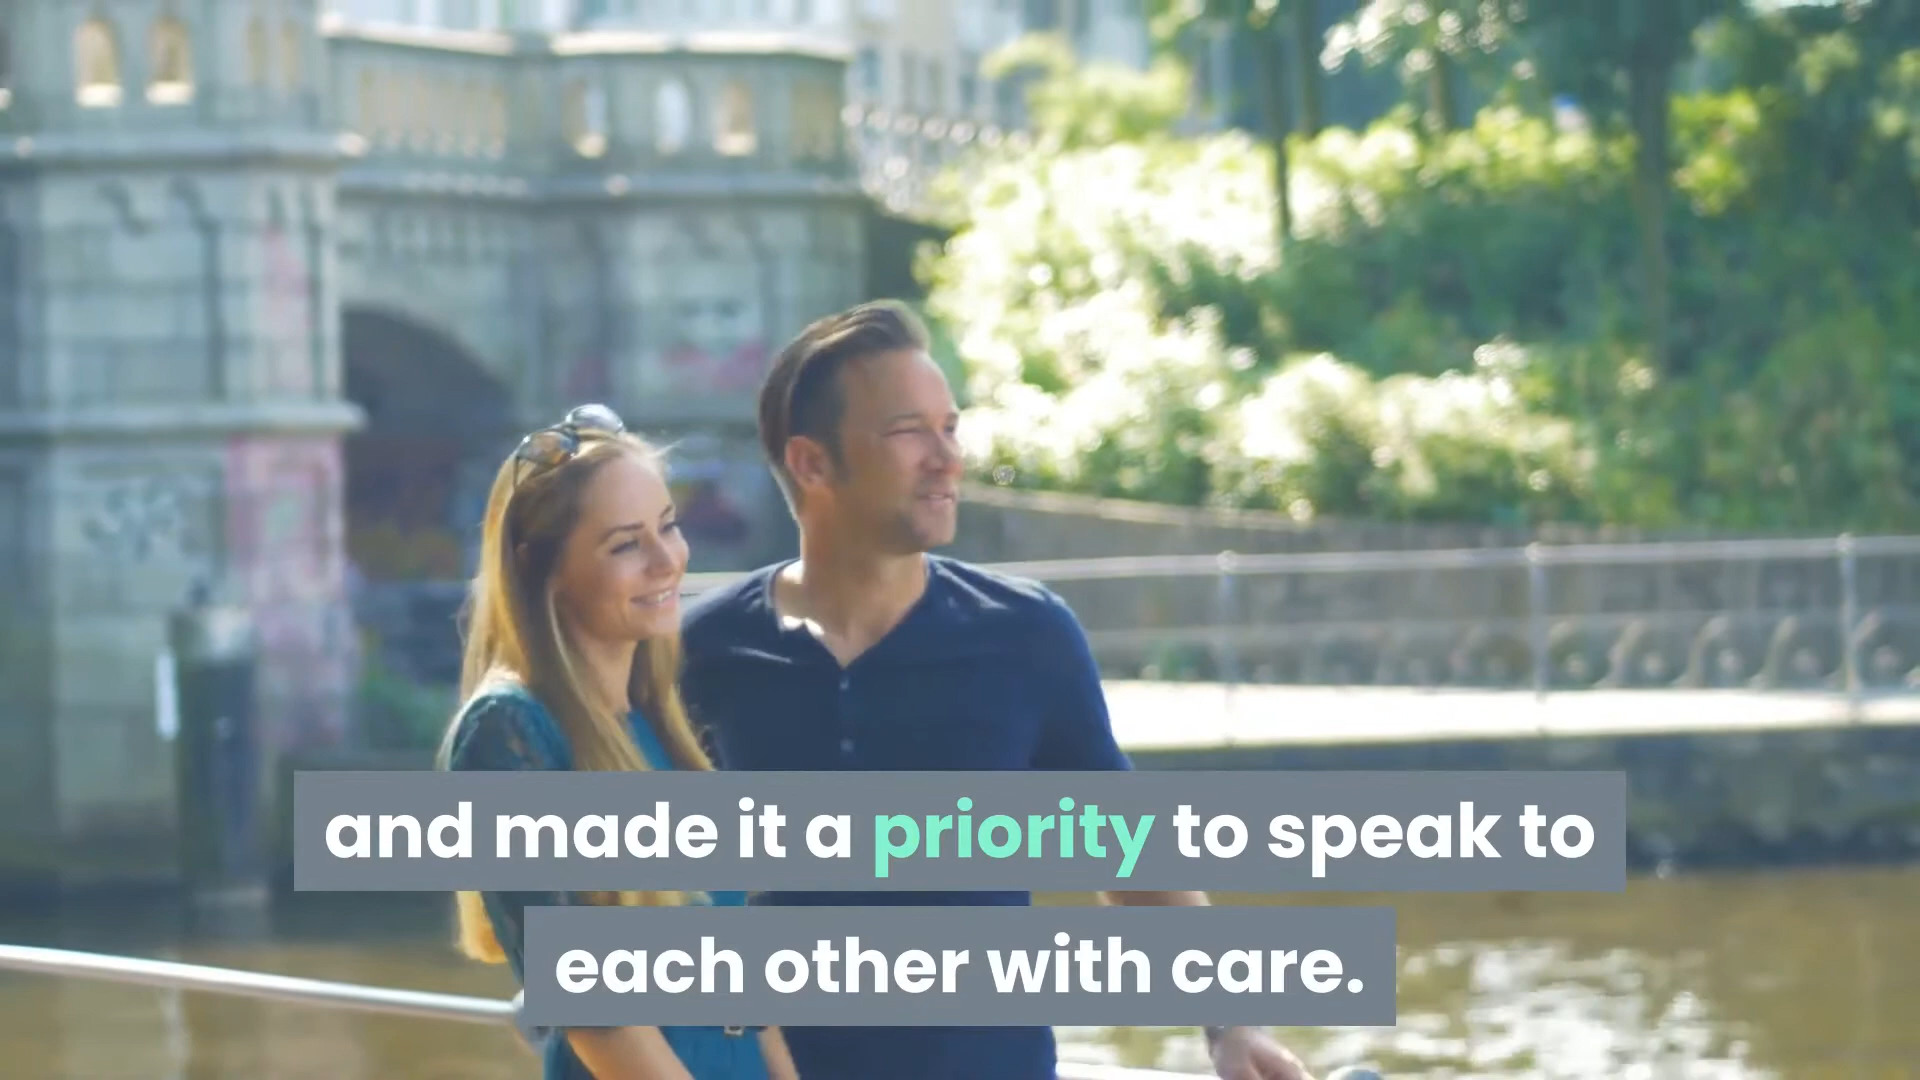 and made it a priority to speak to
each other with care.